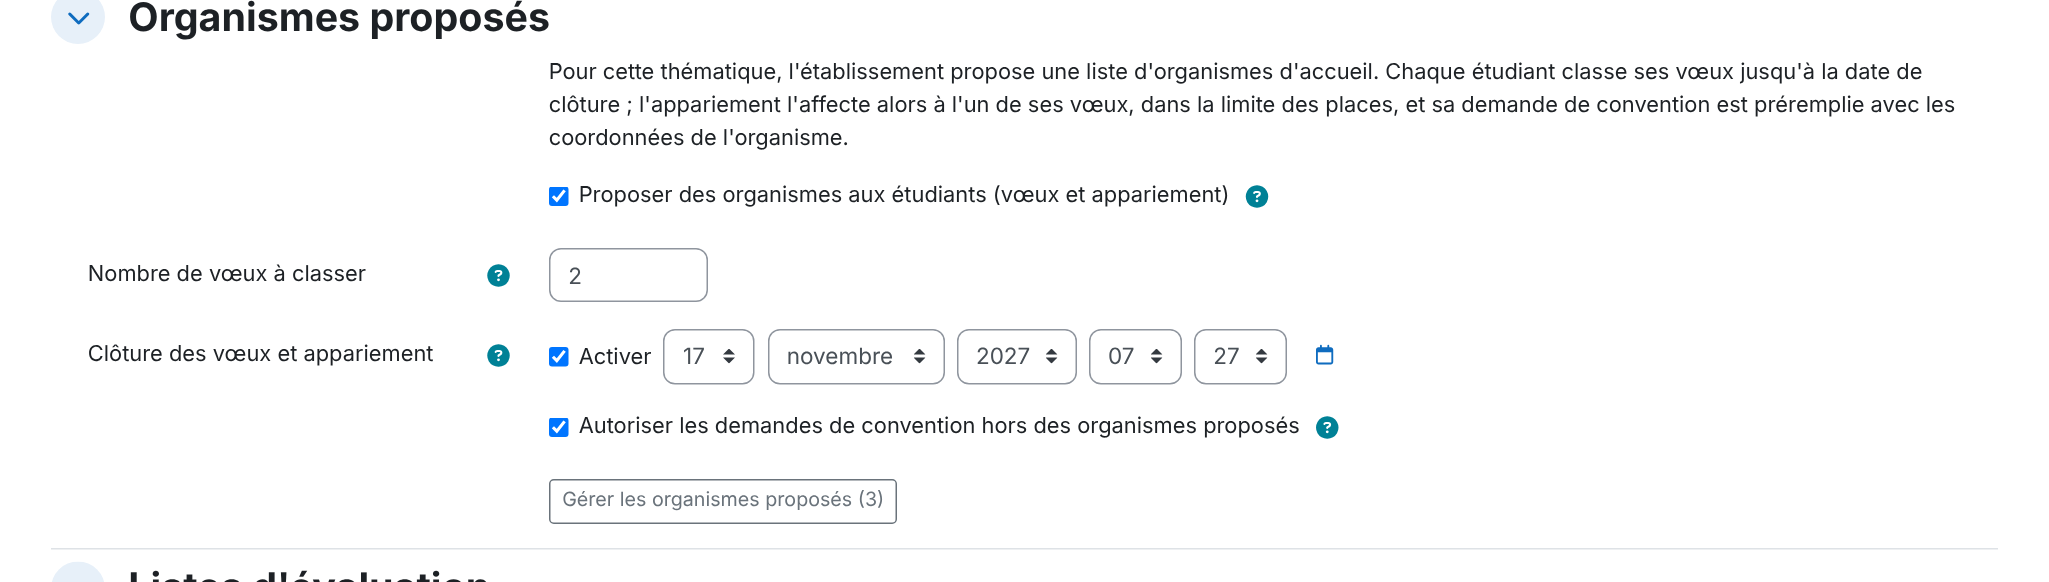 Organismes proposés
Pour cette thématique, l'établissement propose une liste d'organismes d'accueil. Chaque étudiant classe ses vœux jusqu'à la date de
clôture ; l'appariement l'affecte alors à l'un de ses vœux, dans la limite des places, et sa demande de convention est préremplie avec les
coordonnées de l'organisme.
Proposer des organismes aux étudiants (vœux et appariement) ?
Nombre de vœux à classer ? 2
Clôture des vœux et appariement ? Activer 17 novembre 2027 07 27
Autoriser les demandes de convention hors des organismes proposés ?
Gérer les organismes proposés (3)
Listes d'évaluation